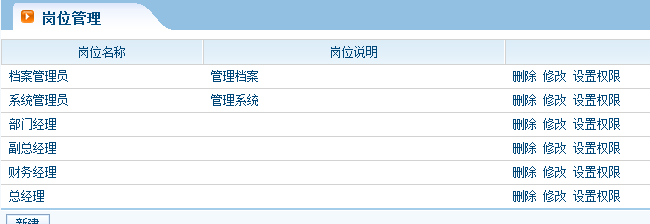 岗位管理
岗位名称 岗位说明
档案管理员 管理档案 删除 修改 设置权限
系统管理员 管理系统 删除 修改 设置权限
部门经理 删除 修改 设置权限
副总经理 删除 修改 设置权限
财务经理 删除 修改 设置权限
总经理 删除 修改 设置权限
新建